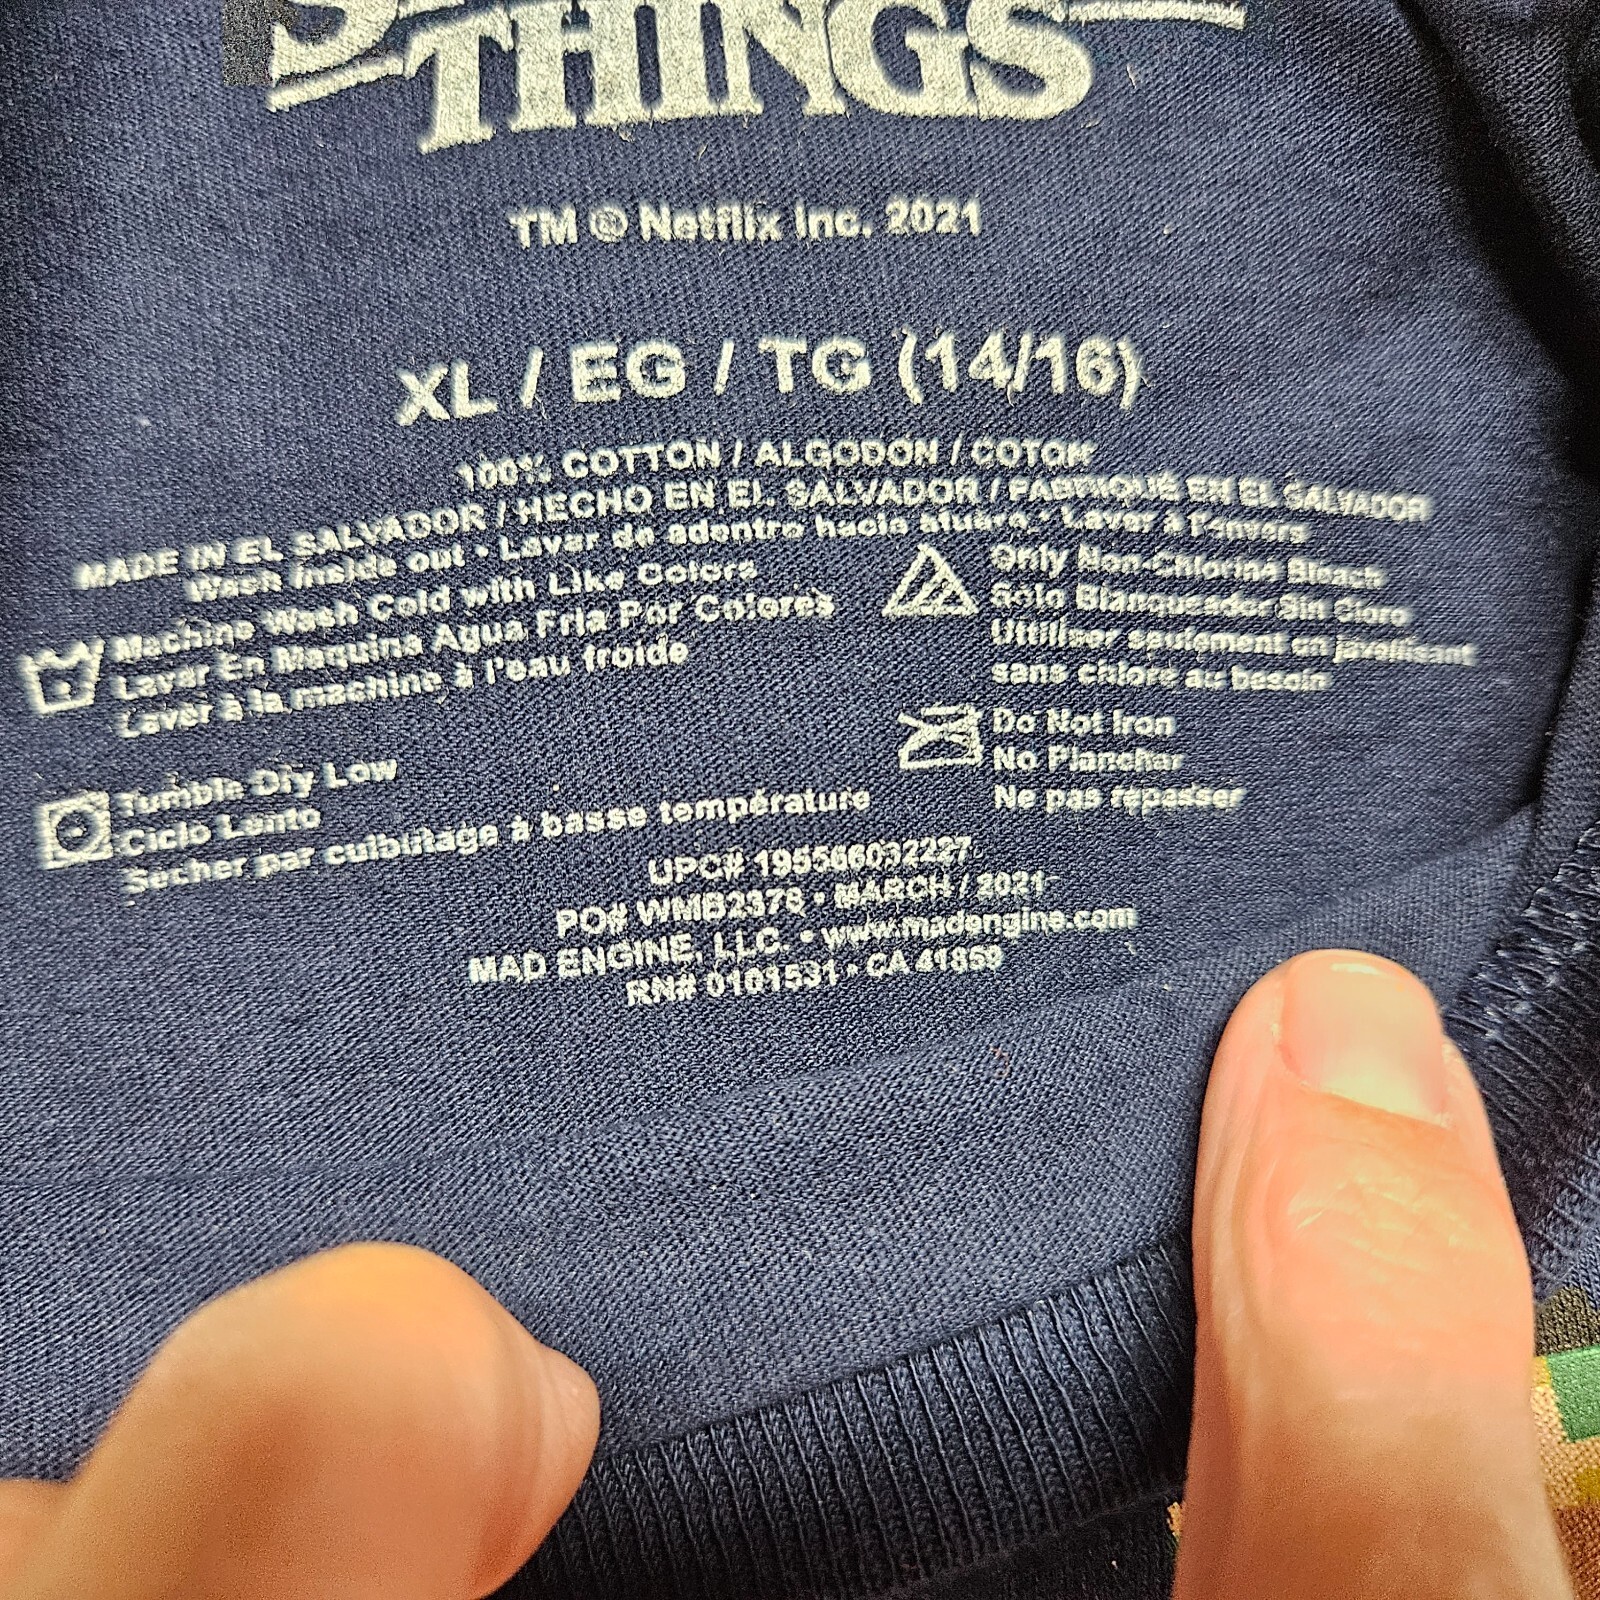 THINGS
TM © Netflix Inc. 2021
XL / EG / TG (14/16)
100% COTTON / ALGODON / COTON
MADE IN EL SALVADOR / HECHO EN EL SALVADOR / FABRIQUÉ EN EL SALVADOR
Wash inside out • Lavar de adentro hacia afuera • Laver à l'envers
Machine Wash Cold with Like Colors
Lavar En Maquina Agua Fria Por Colores
Laver à la machine à l'eau froide
Only Non-Chlorine Bleach
Solo Blanqueador Sin Cloro
Utiliser seulement un javellisant
sans chlore au besoin
Tumble Dry Low
Ciclo Lento
Secher par culbutage à basse température
Do Not Iron
No Planchar
Ne pas repasser
UPC# 195566032227
PO# WMB2378 • MARCH / 2021
MAD ENGINE, LLC. • www.madengine.com
RN# 0101531 • CA 41859